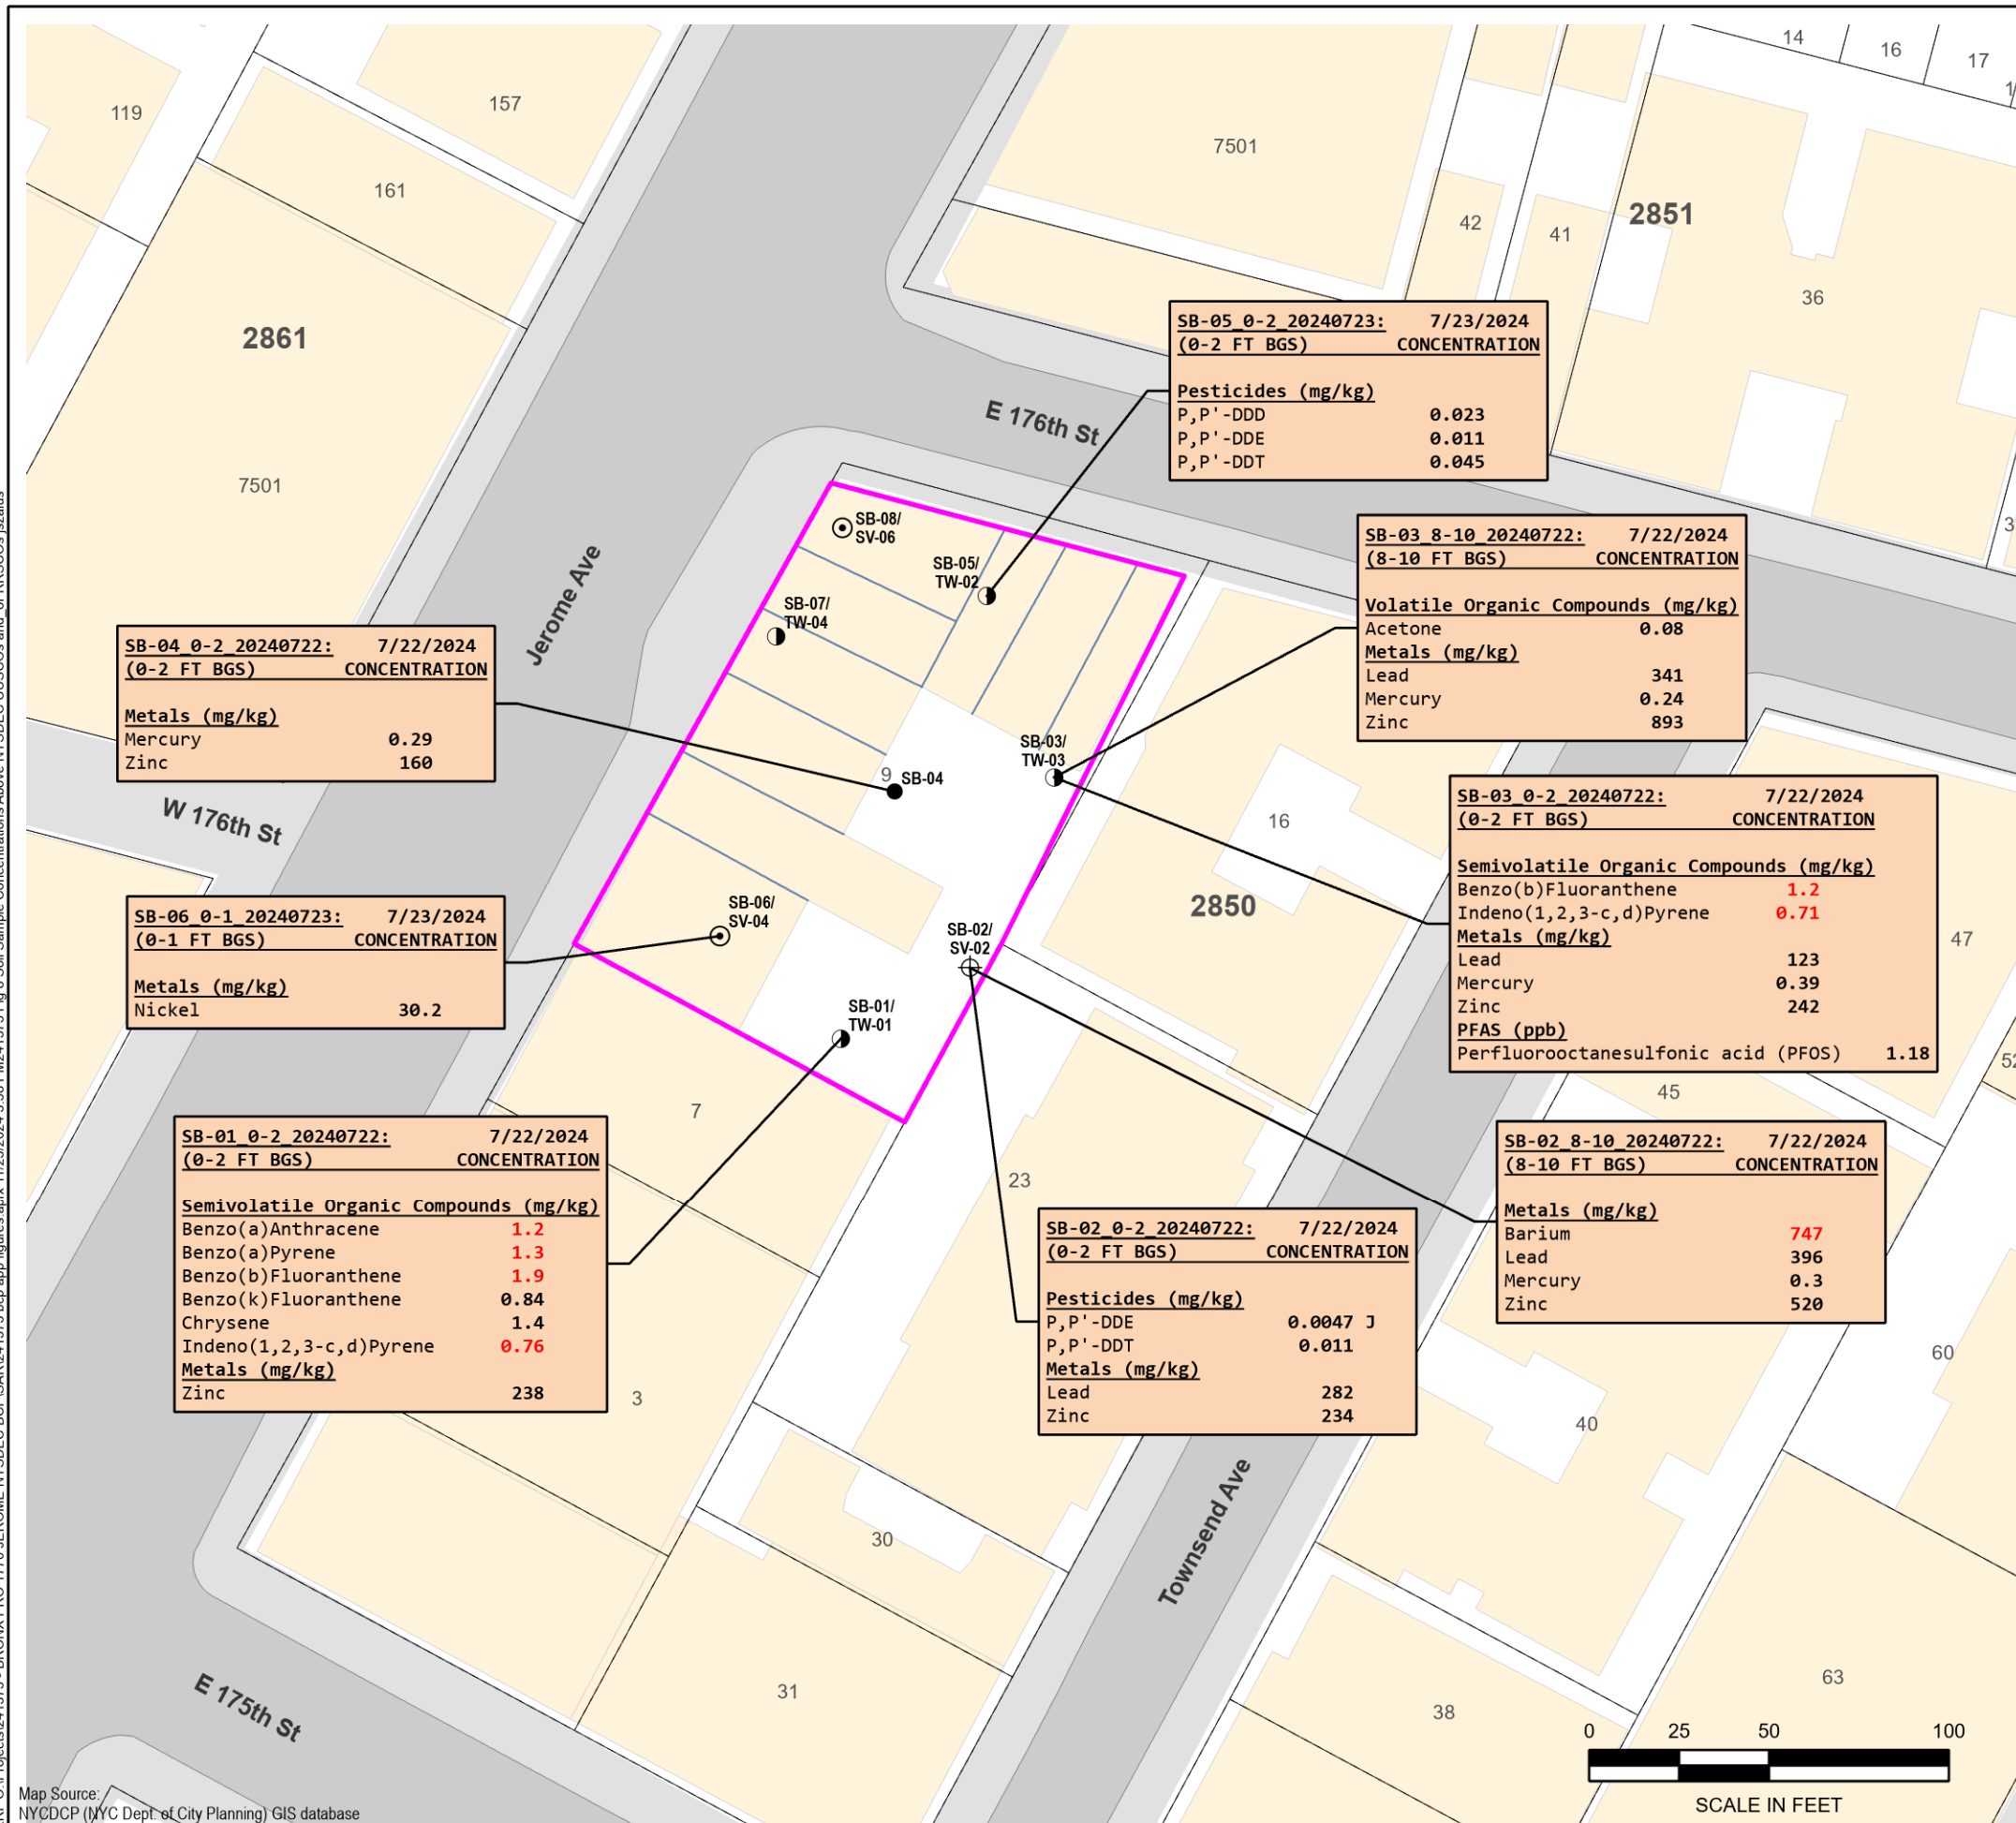 14
16
17
119
157
7501
161
42
41
2851
36
2861
7501
SB-05_0-2_20240723: 7/23/2024
(0-2 FT BGS) CONCENTRATION
Pesticides (mg/kg)
P,P'-DDD 0.023
P,P'-DDE 0.011
P,P'-DDT 0.045
E 176th St
SB-03_8-10_20240722: 7/22/2024
(8-10 FT BGS) CONCENTRATION
Volatile Organic Compounds (mg/kg)
Acetone 0.08
Metals (mg/kg)
Lead 341
Mercury 0.24
Zinc 893
SB-08/
SV-06
SB-05/
TW-02
SB-07/
TW-04
Jerome Ave
SB-04_0-2_20240722: 7/22/2024
(0-2 FT BGS) CONCENTRATION
Metals (mg/kg)
Mercury 0.29
Zinc 160
SB-03/
TW-03
9
SB-04
W 176th St
16
2850
SB-03_0-2_20240722: 7/22/2024
(0-2 FT BGS) CONCENTRATION
Semivolatile Organic Compounds (mg/kg)
Benzo(b)Fluoranthene 1.2
Indeno(1,2,3-c,d)Pyrene 0.71
Metals (mg/kg)
Lead 123
Mercury 0.39
Zinc 242
PFAS (ppb)
Perfluorooctanesulfonic acid (PFOS) 1.18
47
SB-06_0-1_20240723: 7/23/2024
(0-1 FT BGS) CONCENTRATION
Metals (mg/kg)
Nickel 30.2
SB-06/
SV-04
SB-02/
SV-02
SB-01/
TW-01
7
45
23
SB-01_0-2_20240722: 7/22/2024
(0-2 FT BGS) CONCENTRATION
Semivolatile Organic Compounds (mg/kg)
Benzo(a)Anthracene 1.2
Benzo(a)Pyrene 1.3
Benzo(b)Fluoranthene 1.9
Benzo(k)Fluoranthene 0.84
Chrysene 1.4
Indeno(1,2,3-c,d)Pyrene 0.76
Metals (mg/kg)
Zinc 238
SB-02_8-10_20240722: 7/22/2024
(8-10 FT BGS) CONCENTRATION
Metals (mg/kg)
Barium 747
Lead 396
Mercury 0.3
Zinc 520
SB-02_0-2_20240722: 7/22/2024
(0-2 FT BGS) CONCENTRATION
Pesticides (mg/kg)
P,P'-DDE 0.0047 J
P,P'-DDT 0.011
Metals (mg/kg)
Lead 282
Zinc 234
60
3
40
30
Townsend Ave
31
38
63
E 175th St
0 25 50 100
SCALE IN FEET
Map Source:
NYCDCP (NYC Dept. of City Planning) GIS database